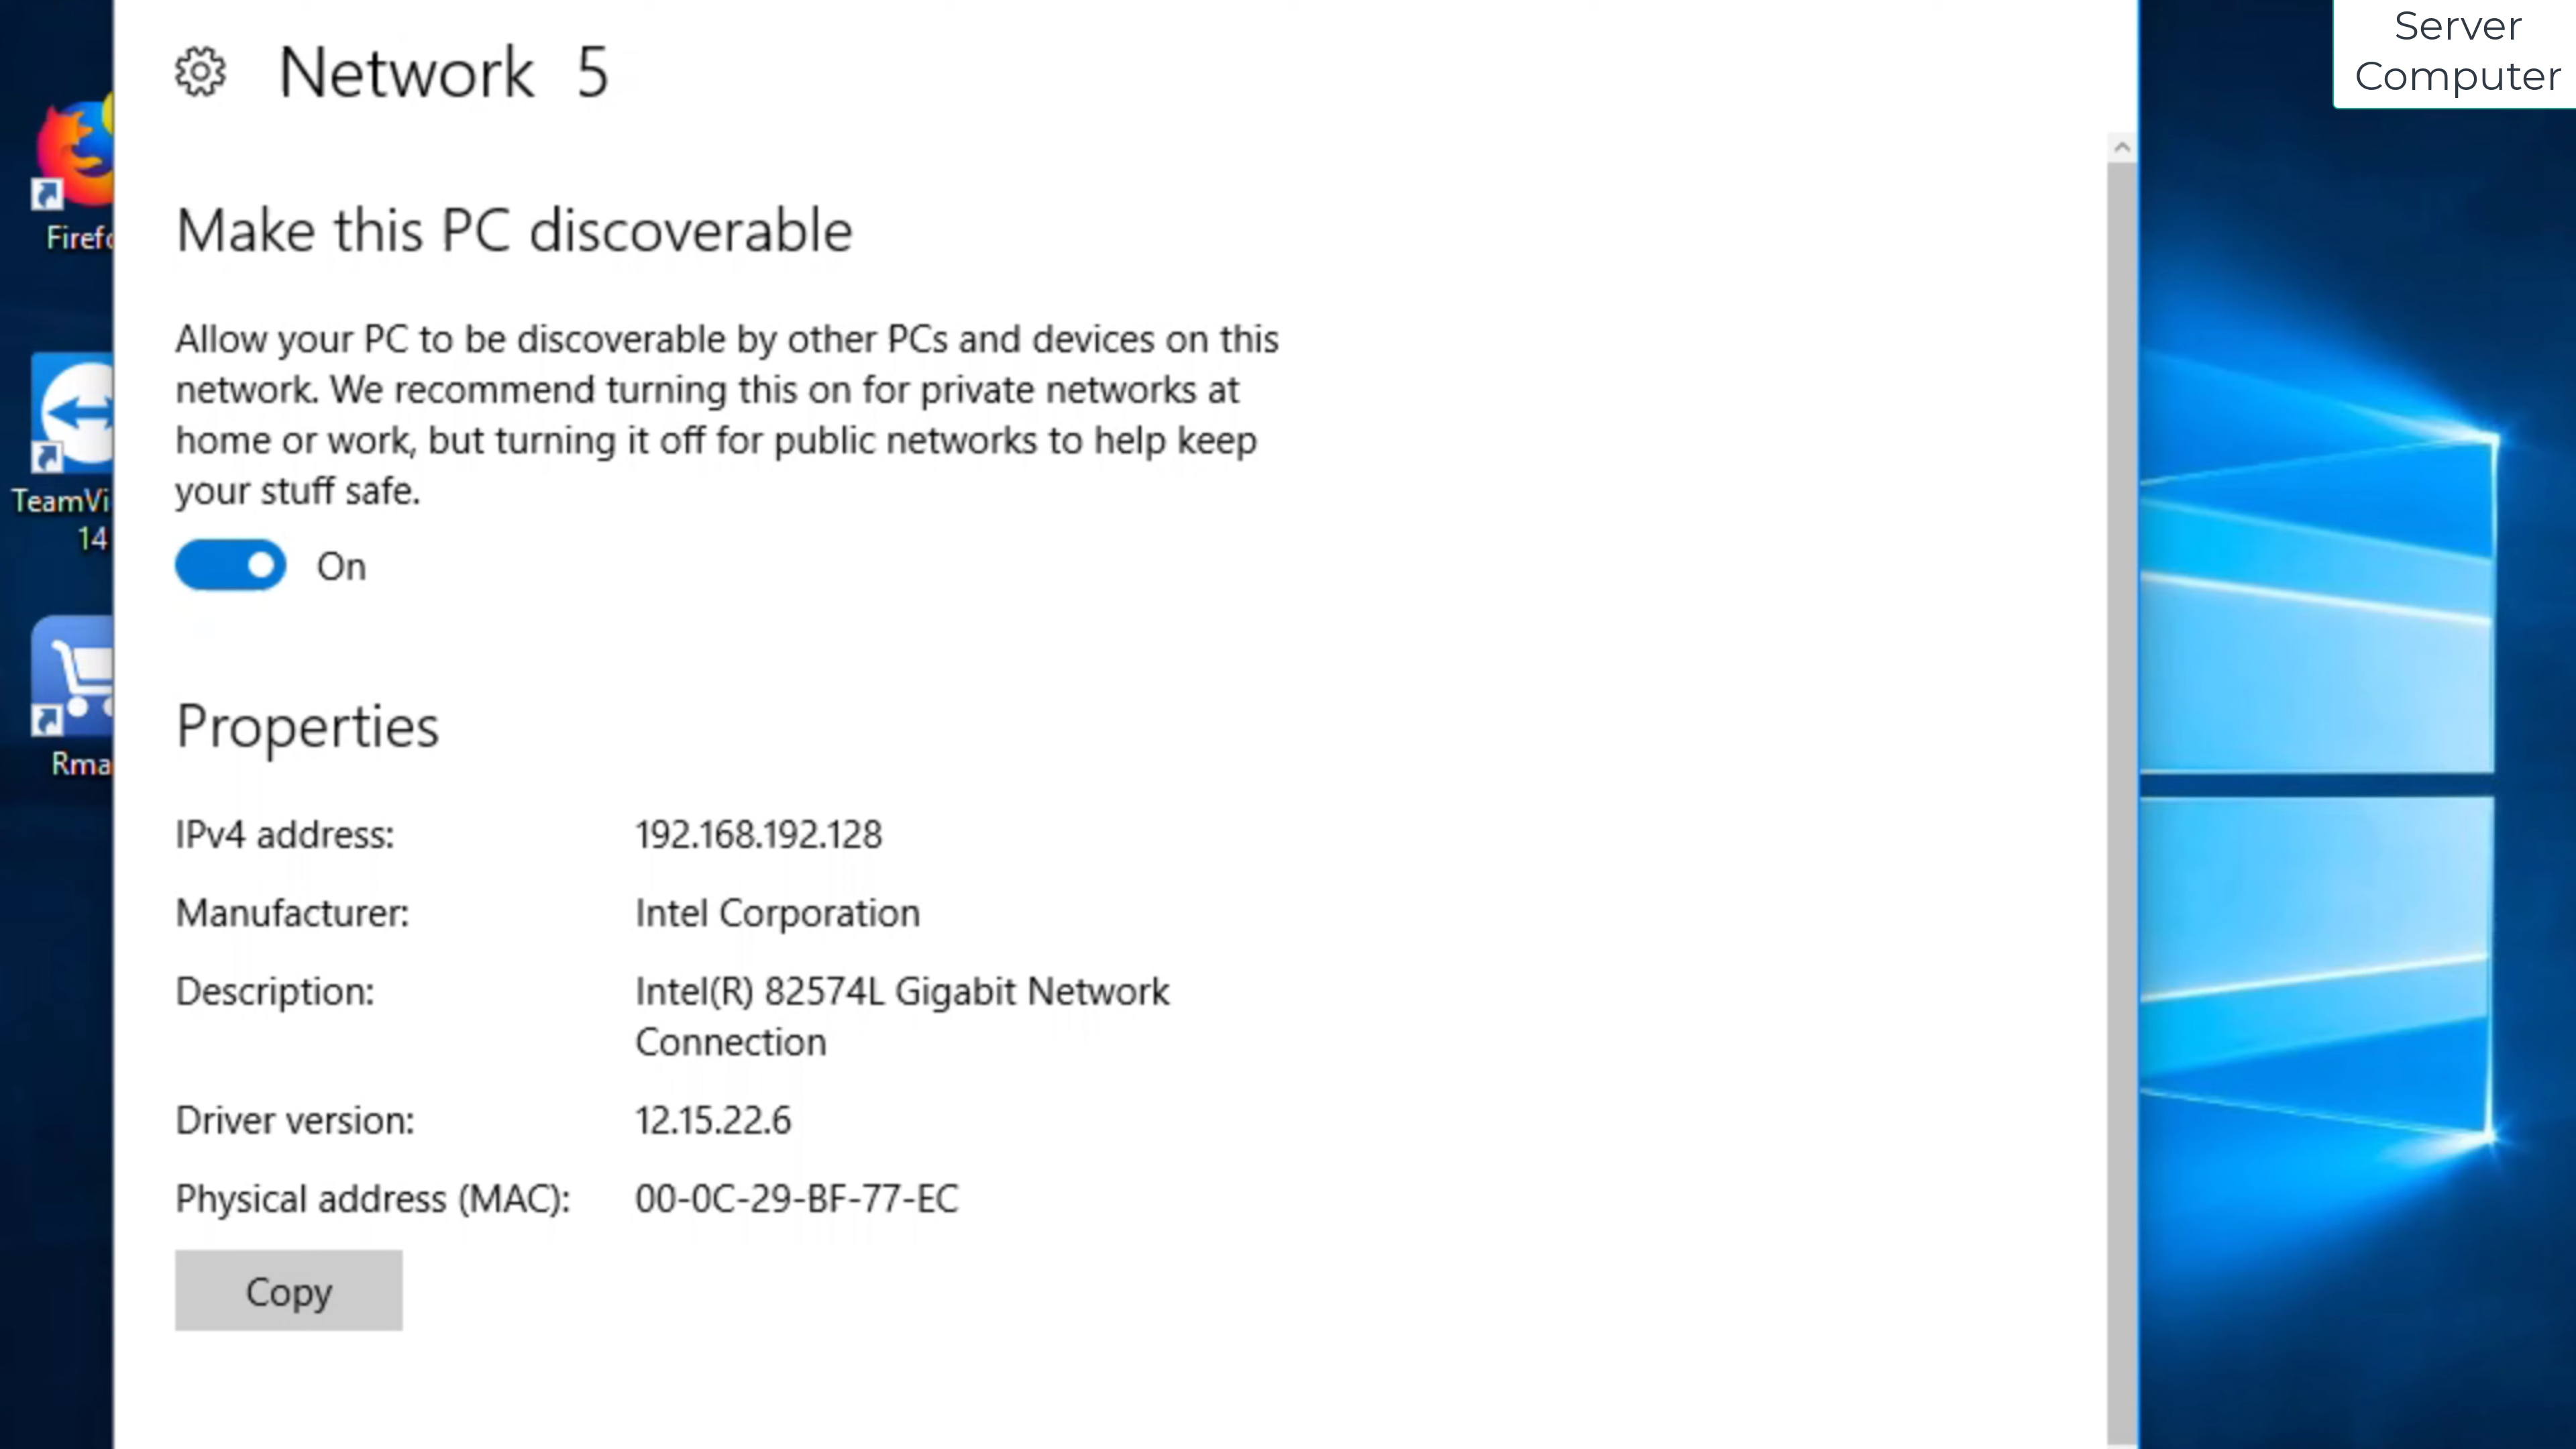 Server
Computer
Network 5
Make this PC discoverable
Allow your PC to be discoverable by other PCs and devices on this
network. We recommend turning this on for private networks at
home or work, but turning it off for public networks to help keep
your stuff safe.
On
Properties
IPv4 address: 192.168.192.128
Manufacturer: Intel Corporation
Description: Intel(R) 82574L Gigabit Network
Connection
Driver version: 12.15.22.6
Physical address (MAC): 00-0C-29-BF-77-EC
Copy
Firefo
TeamVi
14
Rma